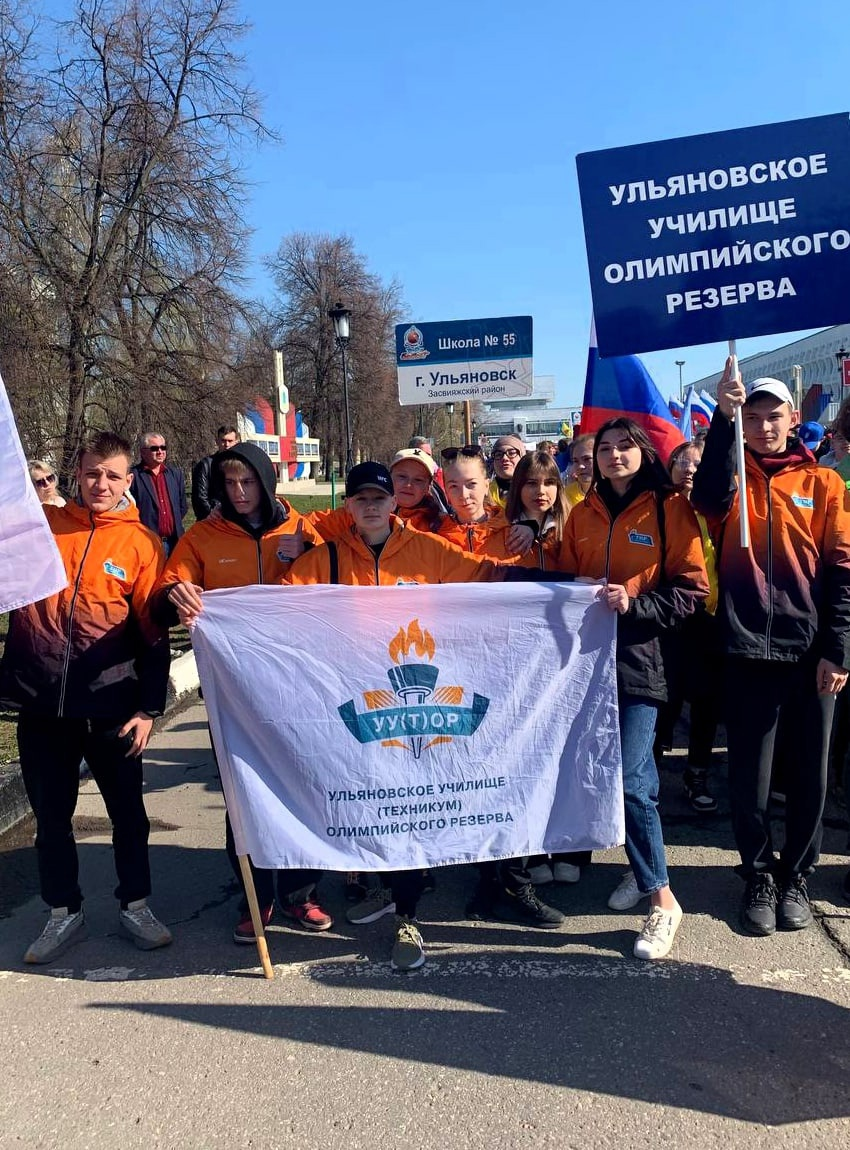 УЛЬЯНОВСКОЕ
УЧИЛИЩЕ
ОЛИМПИЙСКОГО
РЕЗЕРВА
Школа № 55
г. Ульяновск
Засвияжский район
УУ(Т)ОР
УЛЬЯНОВСКОЕ УЧИЛИЩЕ
(ТЕХНИКУМ)
ОЛИМПИЙСКОГО РЕЗЕРВА